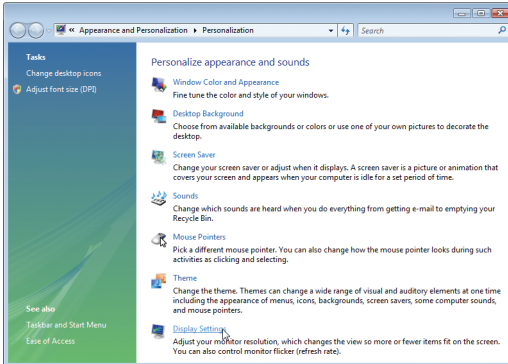 « Appearance and Personalization Personalization
Search
Tasks
Change desktop icons
Adjust font size (DPI)
Personalize appearance and sounds
Window Color and Appearance
Fine tune the color and style of your windows.
Desktop Background
Choose from available backgrounds or colors or use one of your own pictures to decorate the
desktop.
Screen Saver
Change your screen saver or adjust when it displays. A screen saver is a picture or animation that
covers your screen and appears when your computer is idle for a set period of time.
Sounds
Change which sounds are heard when you do everything from getting e-mail to emptying your
Recycle Bin.
Mouse Pointers
Pick a different mouse pointer. You can also change how the mouse pointer looks during such
activities as clicking and selecting.
Theme
Change the theme. Themes can change a wide range of visual and auditory elements at one time
including the appearance of menus, icons, backgrounds, screen savers, some computer sounds,
and mouse pointers.
Display Settings
Adjust your monitor resolution, which changes the view so more or fewer items fit on the screen.
You can also control monitor flicker (refresh rate).
See also
Taskbar and Start Menu
Ease of Access